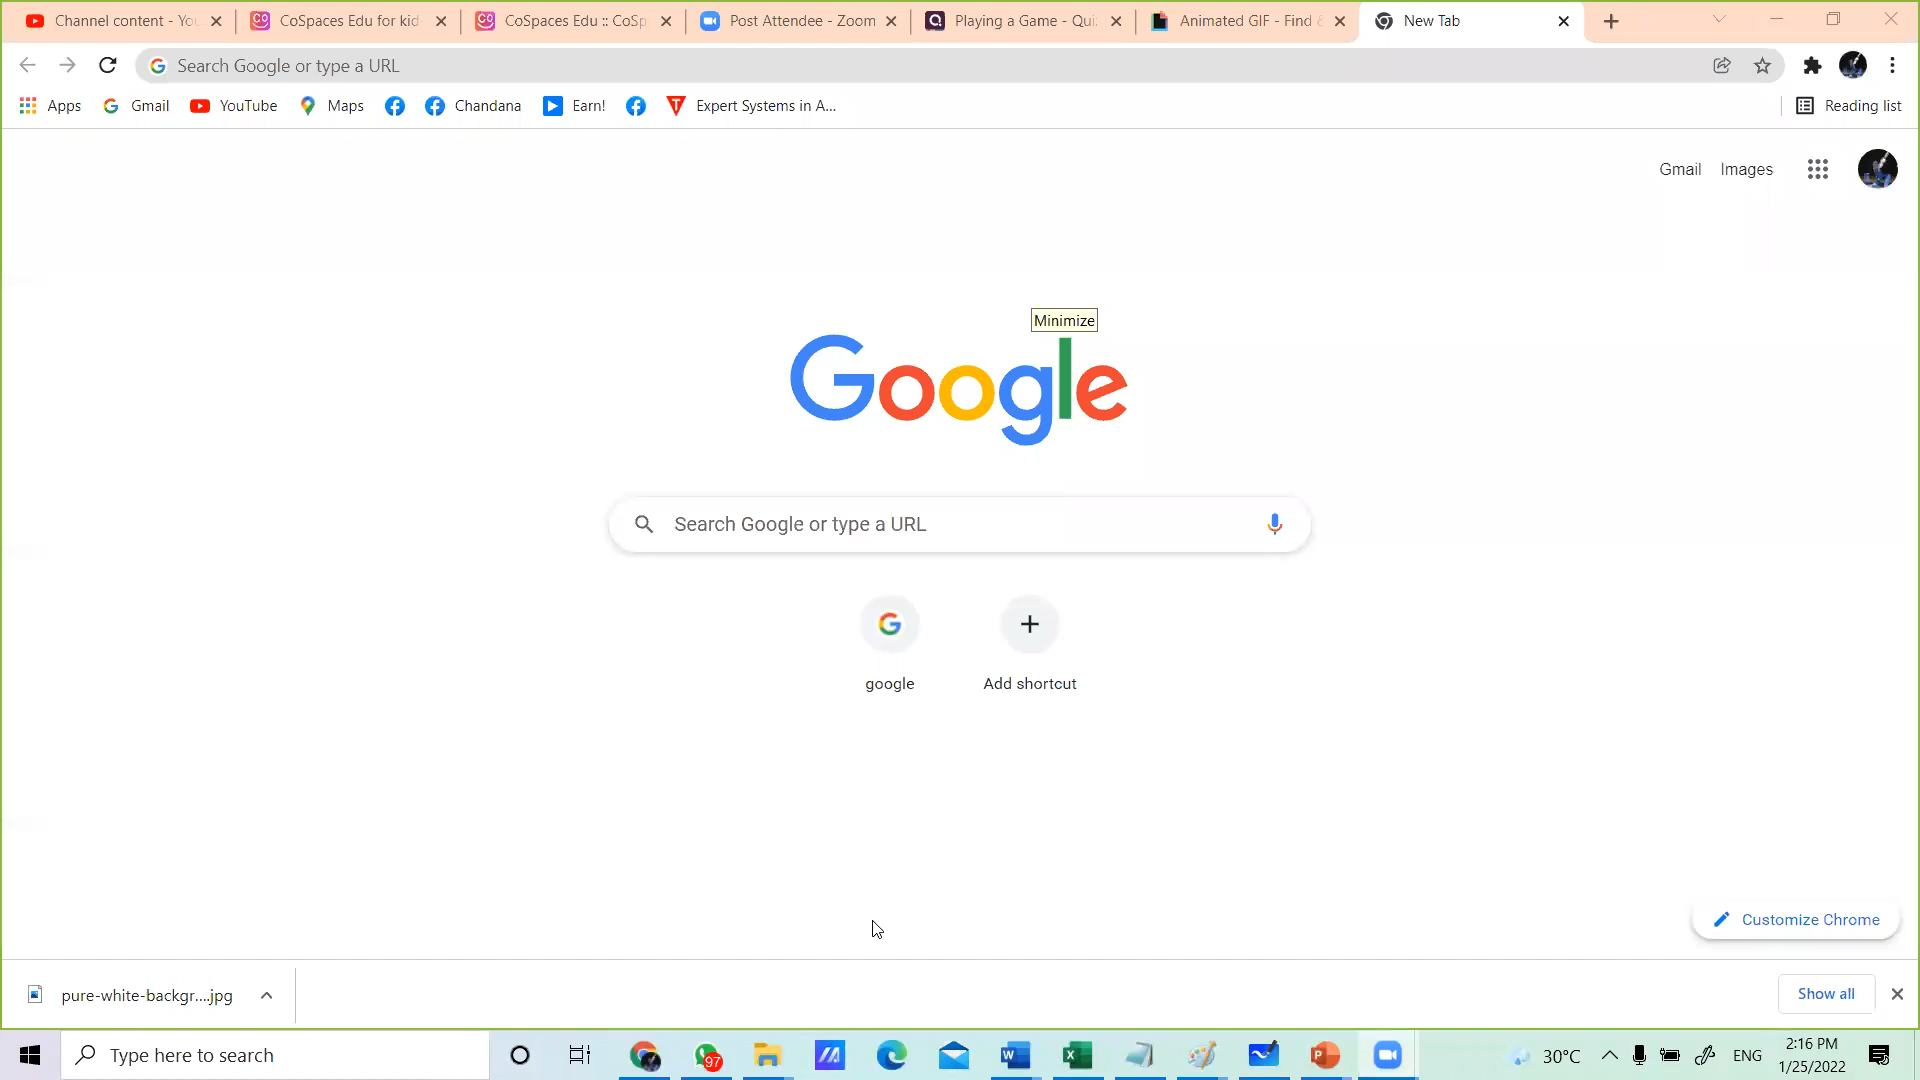 Channel content - You
CoSpaces Edu for kid
CoSpaces Edu :: CoSp
Post Attendee - Zoom
Playing a Game - Qui
Animated GIF - Find &
New Tab
Search Google or type a URL
Apps
Gmail
YouTube
Maps
Chandana
Earn!
Expert Systems in A...
Reading list
Gmail
Images
Minimize
Google
Search Google or type a URL
google
Add shortcut
Customize Chrome
pure-white-backgr....jpg
Show all
Type here to search
97
30°C
ENG
2:16 PM
1/25/2022